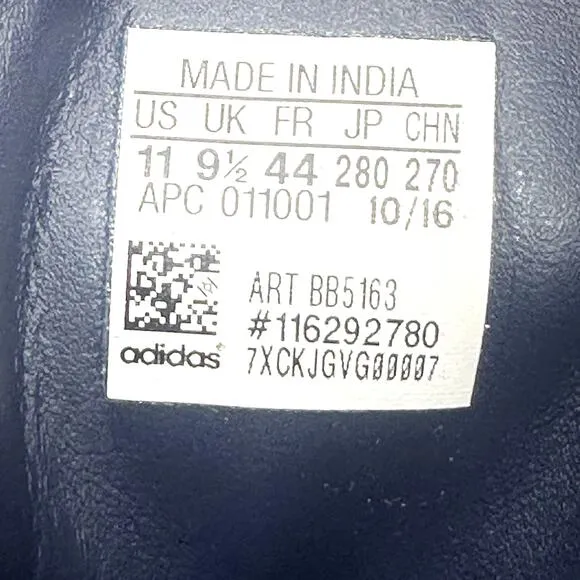 MADE IN INDIA
US UK FR JP CHN
11 9½ 44 280 270
APC 011001 10/16
ART BB5163
#116292780
adidas 7XCKJGVG00007